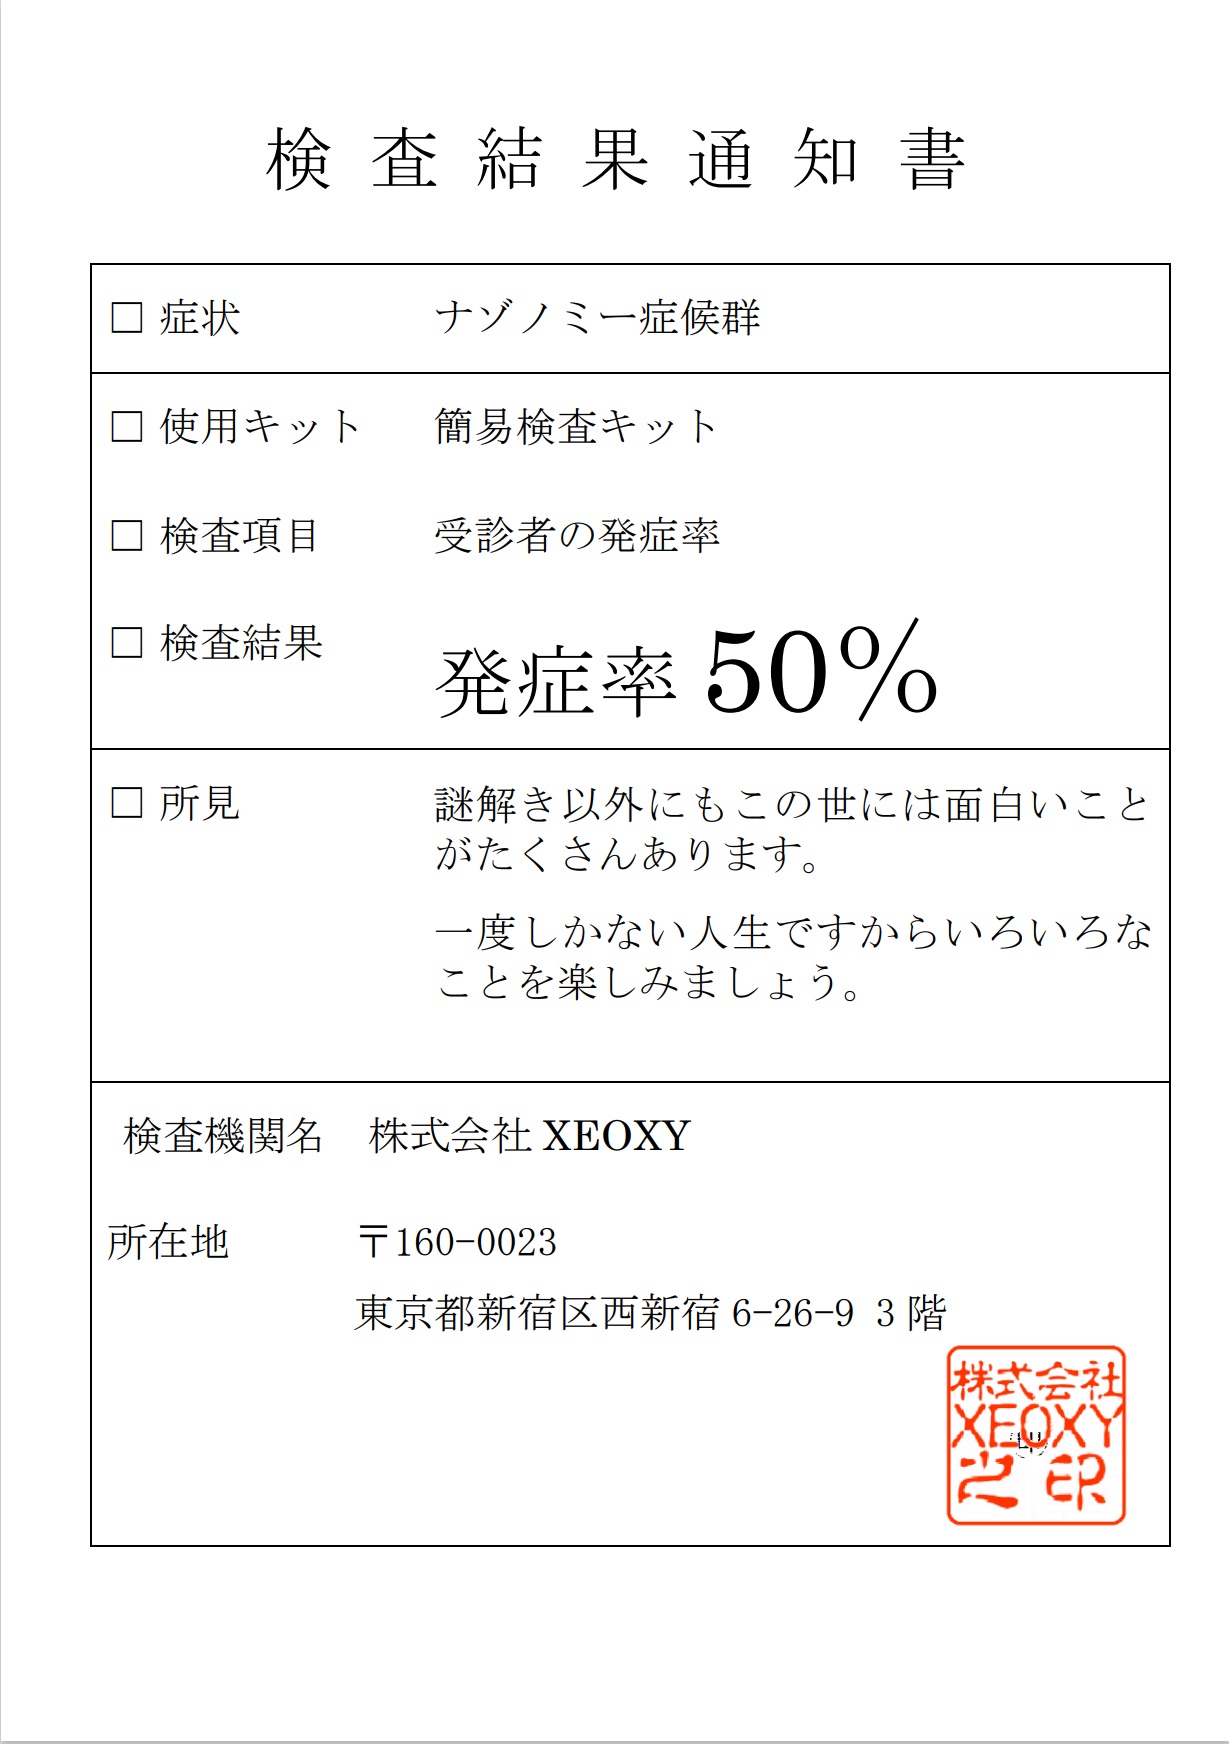 検査結果通知書
□ 症状 ナゾノミー症候群
□ 使用キット 簡易検査キット
□ 検査項目 受診者の発症率
□ 検査結果 発症率 50%
□ 所見 謎解き以外にもこの世には面白いこと
がたくさんあります。
一度しかない人生ですからいろいろな
ことを楽しみましょう。
検査機関名 株式会社 XEOXY
所在地 〒160-0023
東京都新宿区西新宿 6-26-9 3 階
株式会社
XEOXY
之印